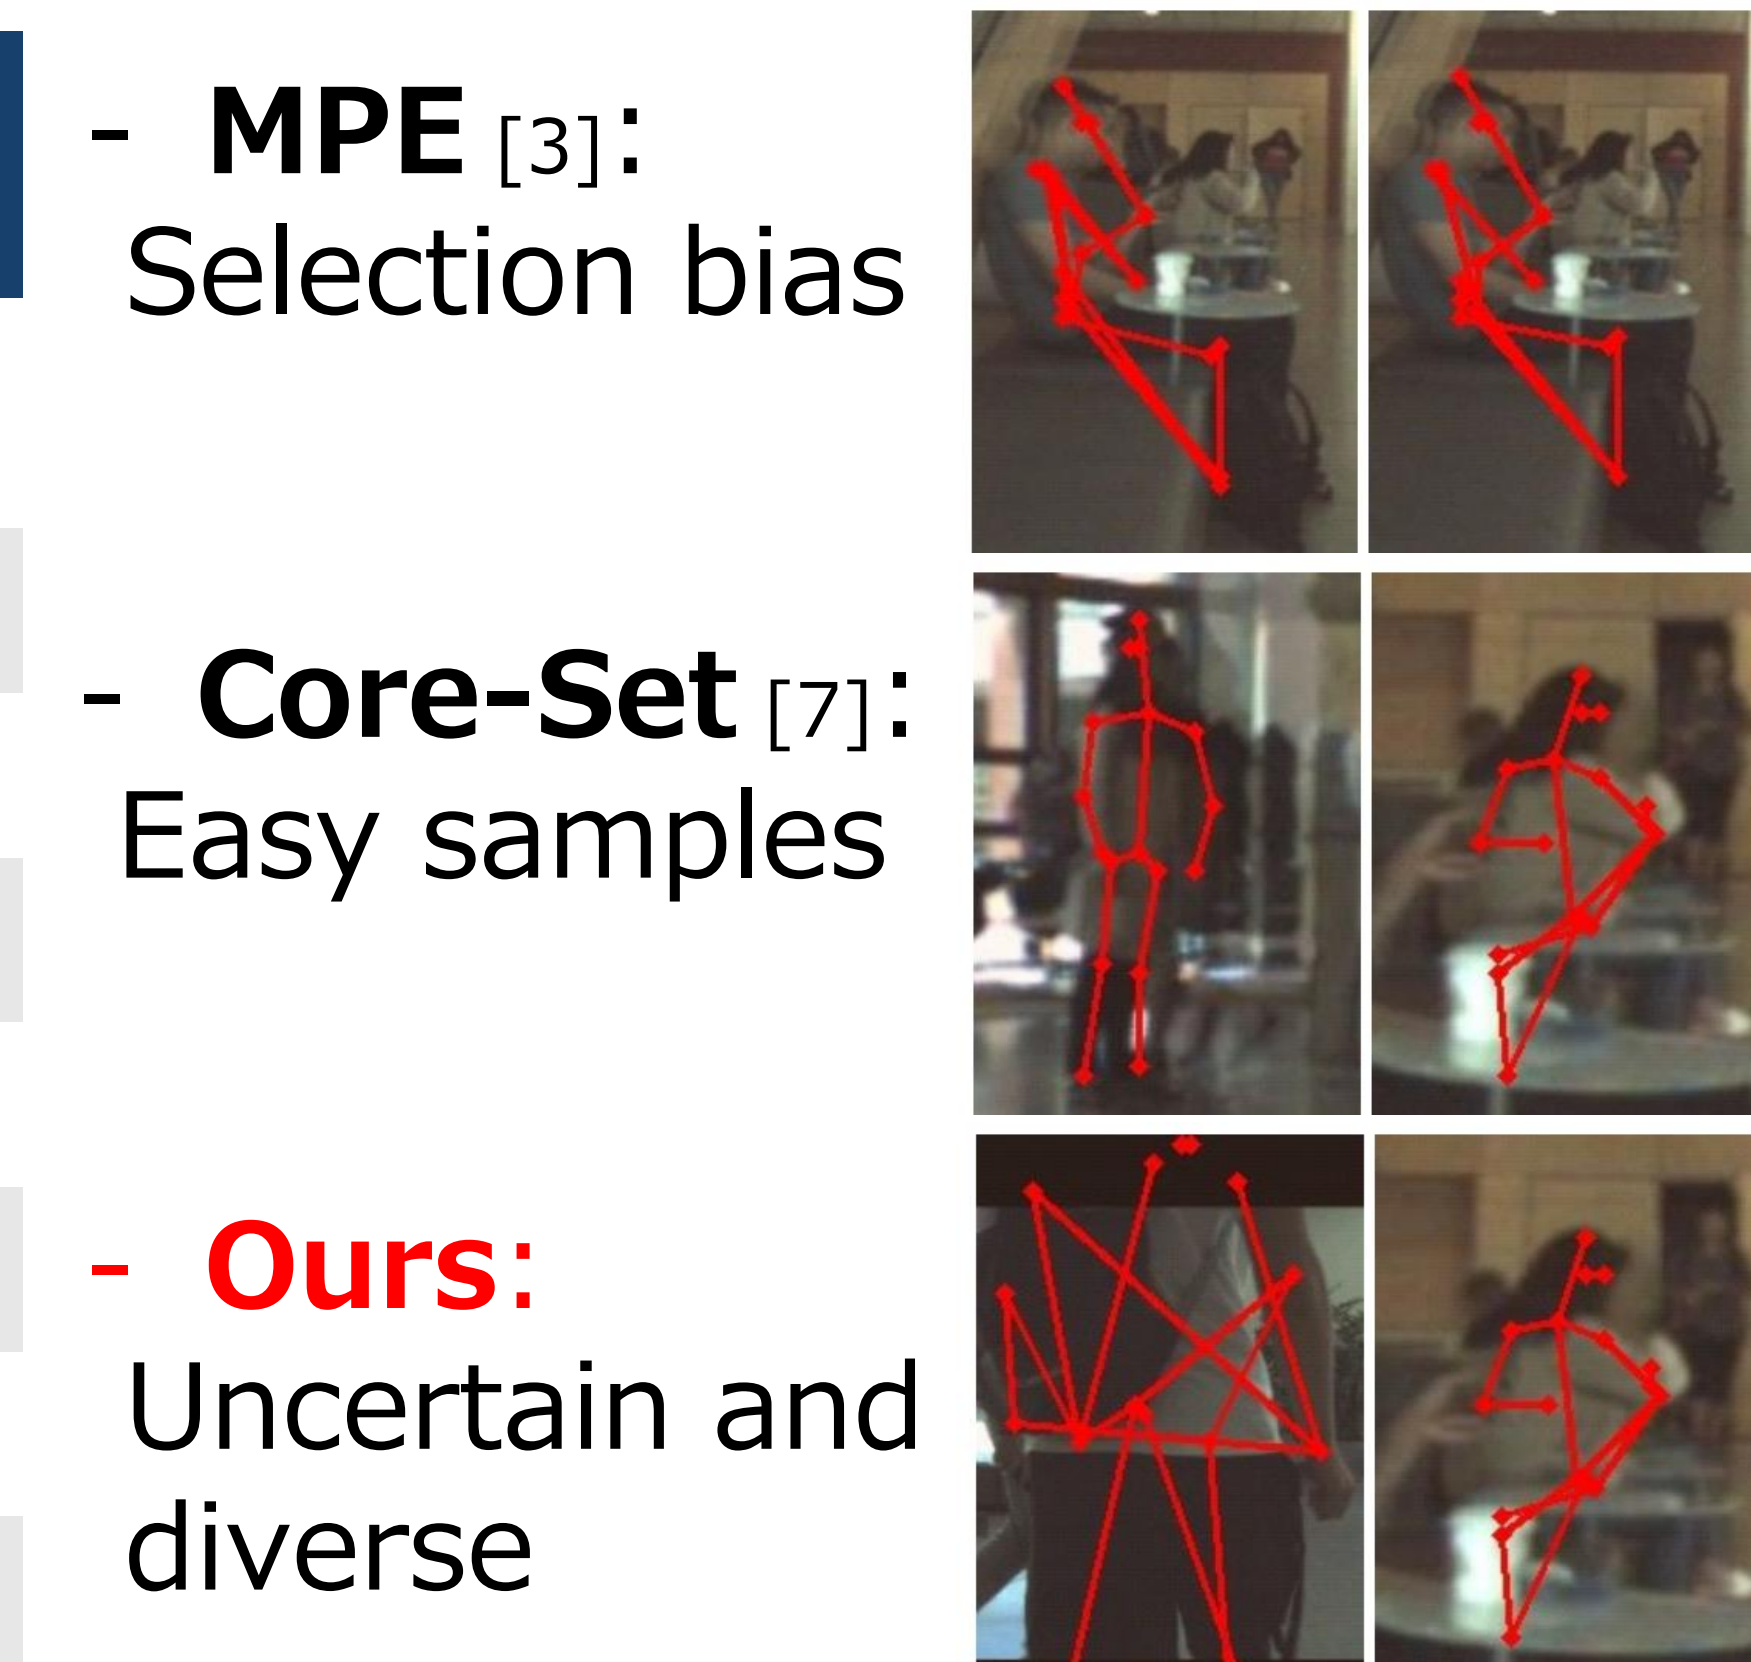 - MPE [3]:
Selection bias
- Core-Set [7]:
Easy samples
- Ours:
Uncertain and
diverse